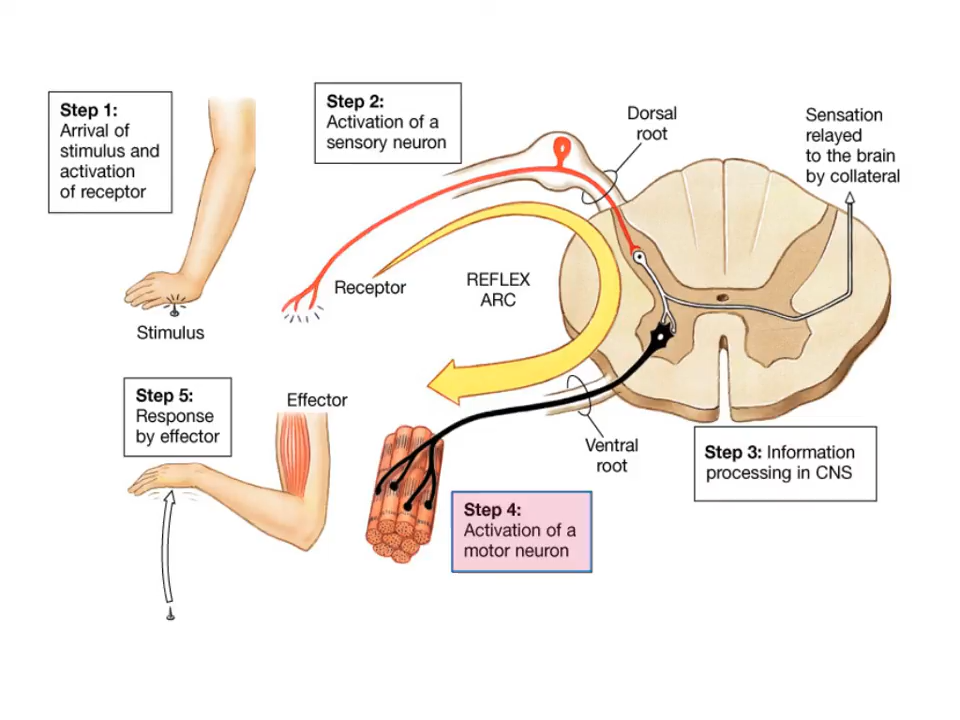 Step 1:
Arrival of
stimulus and
activation
of receptor
Stimulus
Step 2:
Activation of a
sensory neuron
Receptor
REFLEX
ARC
Dorsal
root
Sensation
relayed
to the brain
by collateral
Step 3: Information
processing in CNS
Ventral
root
Step 4:
Activation of a
motor neuron
Step 5:
Response
by effector
Effector